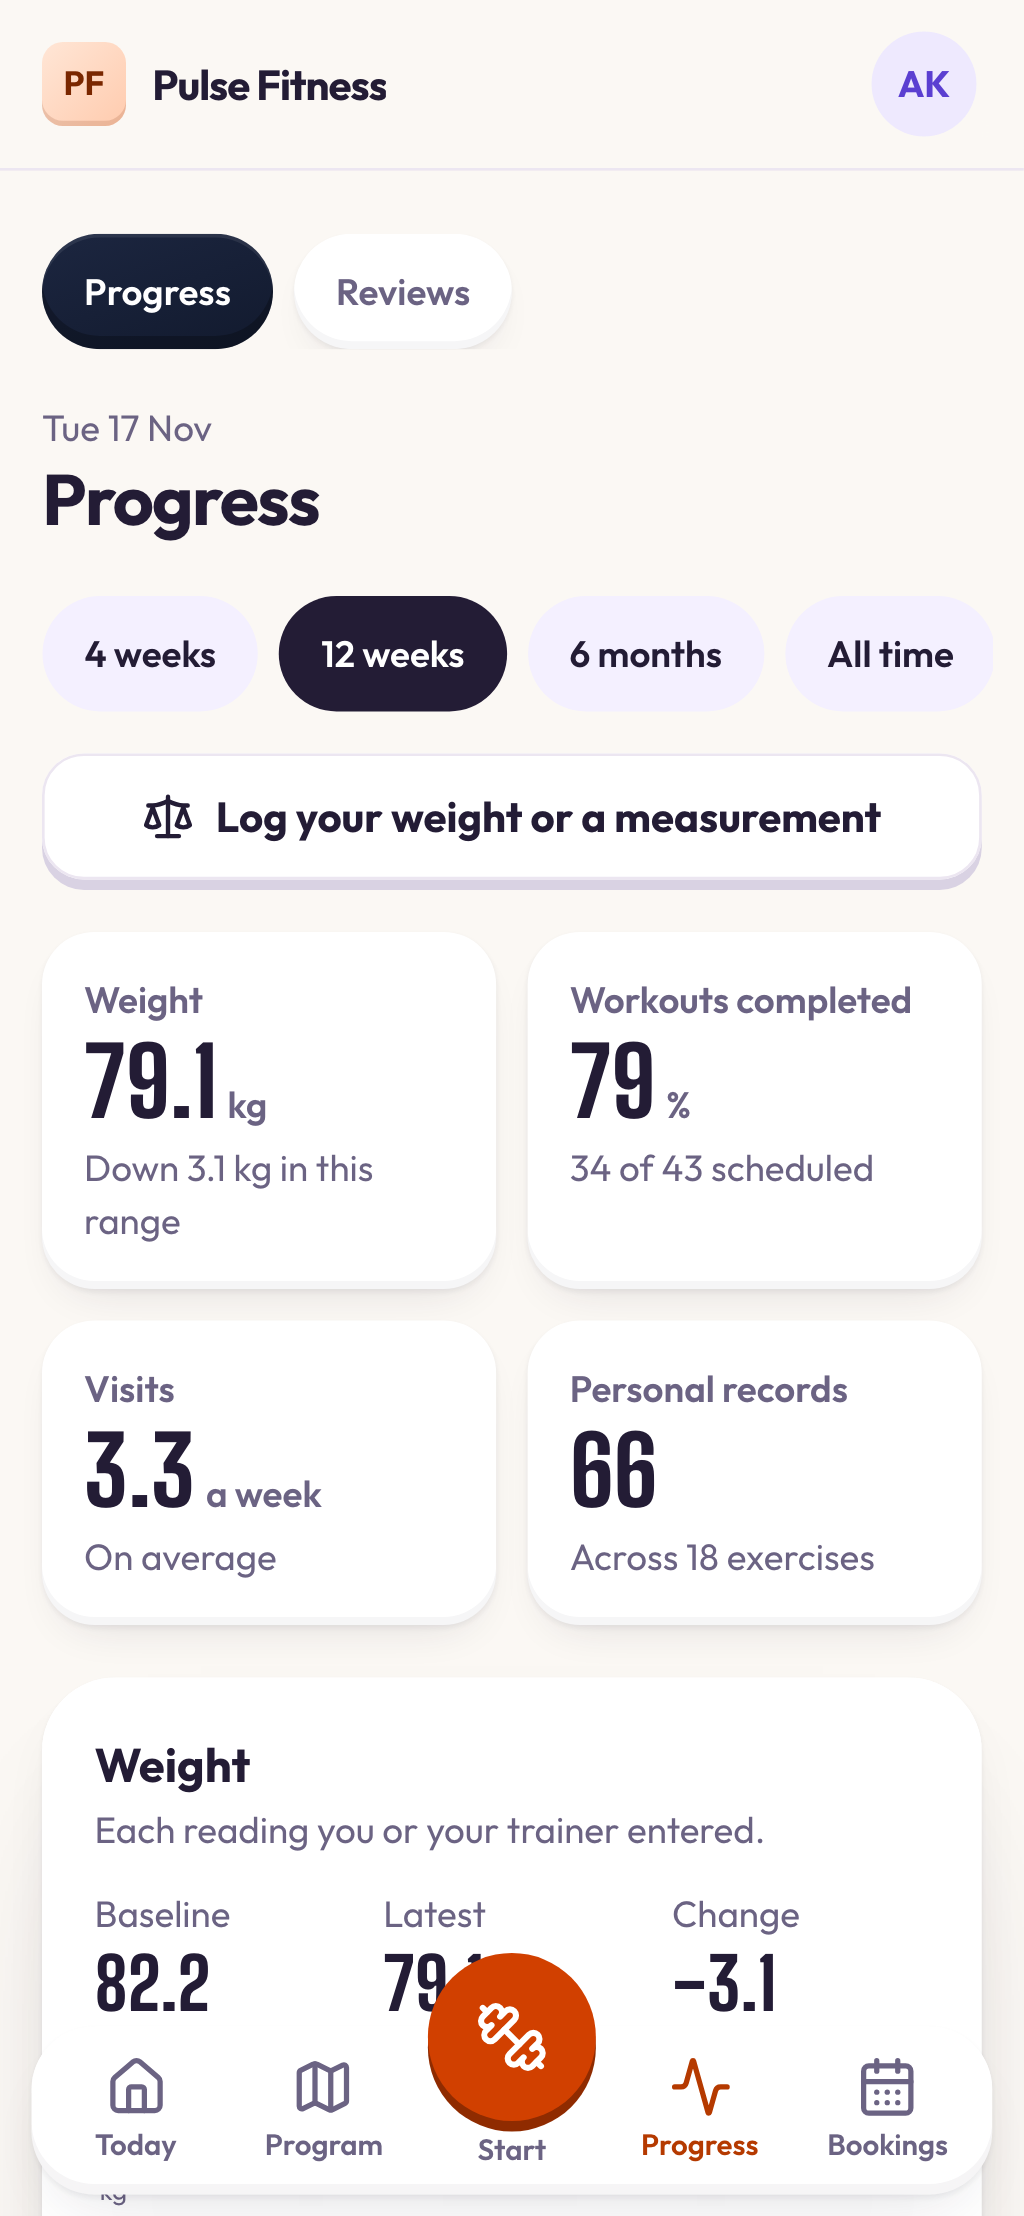 PF
Pulse Fitness
AK
Progress
Reviews
Tue 17 Nov
Progress
4 weeks
12 weeks
6 months
All time
Log your weight or a measurement
Weight
79.1 kg
Down 3.1 kg in this
range
Workouts completed
79 %
34 of 43 scheduled
Visits
3.3 a week
On average
Personal records
66
Across 18 exercises
Weight
Each reading you or your trainer entered.
Baseline
Latest
Change
82.2
79.1
−3.1
Today
Program
Start
Progress
Bookings
kg